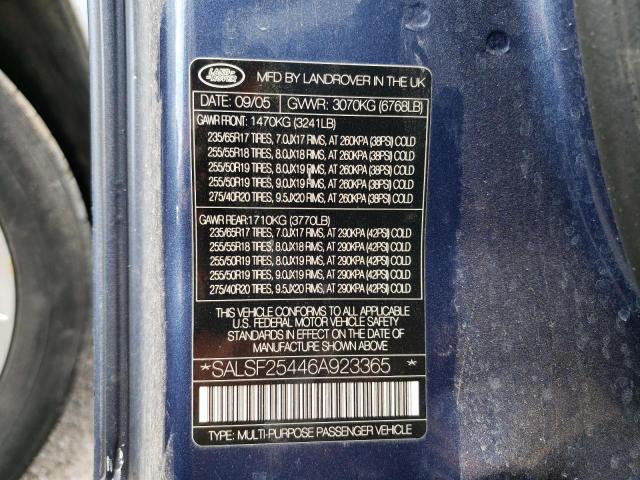 LAND-
ROVER
MFD BY LANDROVER IN THE UK
DATE: 09/05 GVWR: 3070KG (6768LB)
GAWR FRONT: 1470KG (3241LB)
235/65R17 TIRES, 7.0JX17 RIMS, AT 260KPA (38PSI) COLD
255/55R18 TIRES, 8.0JX18 RIMS, AT 260KPA (38PSI) COLD
255/50R19 TIRES, 8.0JX19 RIMS, AT 260KPA (38PSI) COLD
255/50R19 TIRES, 9.0JX19 RIMS, AT 260KPA (38PSI) COLD
275/40R20 TIRES, 9.5JX20 RIMS, AT 260KPA (38PSI) COLD
GAWR REAR:1710KG (3770LB)
235/65R17 TIRES, 7.0JX17 RIMS, AT 290KPA (42PSI) COLD
255/55R18 TIRES, 8.0JX18 RIMS, AT 290KPA (42PSI) COLD
255/50R19 TIRES, 8.0JX19 RIMS, AT 290KPA (42PSI) COLD
255/50R19 TIRES, 9.0JX19 RIMS, AT 290KPA (42PSI) COLD
275/40R20 TIRES, 9.5JX20 RIMS, AT 290KPA (42PSI) COLD
THIS VEHICLE CONFORMS TO ALL APPLICABLE
U.S. FEDERAL MOTOR VEHICLE SAFETY
STANDARDS IN EFFECT ON THE DATE OF
MANUFACTURE SHOWN ABOVE
*SALSF25446A923365*
TYPE: MULTI-PURPOSE PASSENGER VEHICLE